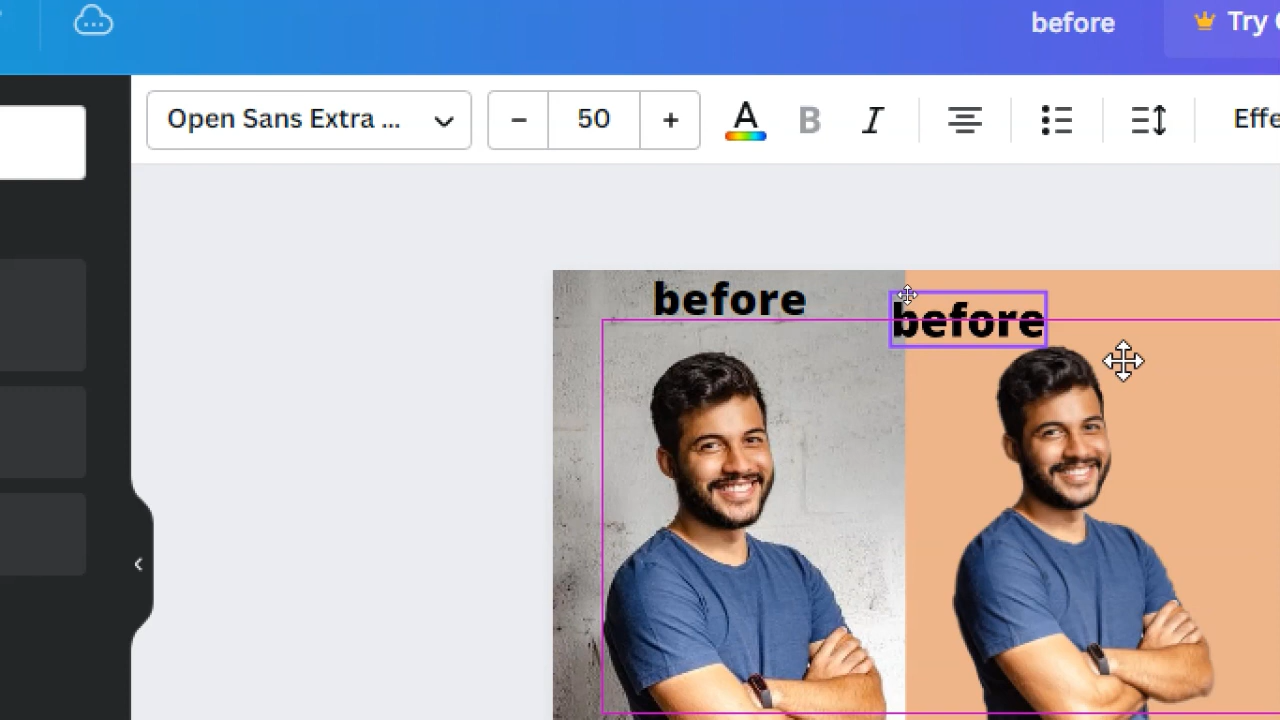 before
Try
Open Sans Extra ...
- 50 +
A B I
Effe
before
before